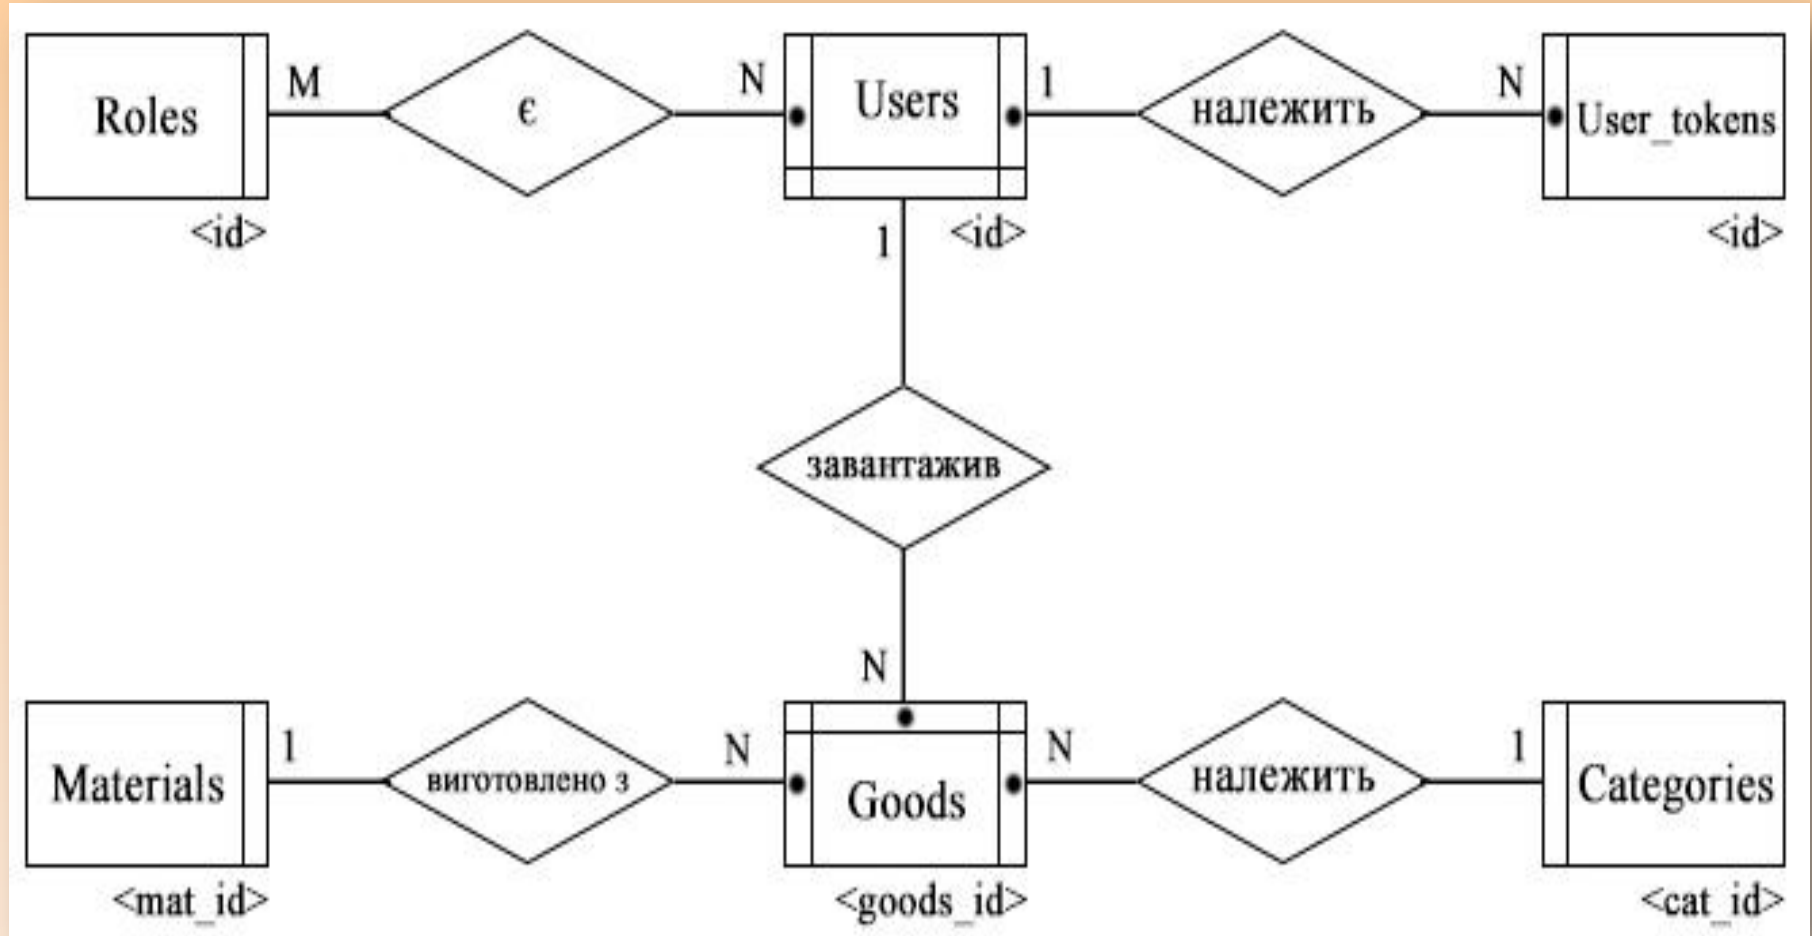 Roles
M
є
N
Users
1
належить
N
User_tokens
<id>
1
<id>
<id>
завантажив
N
Materials
1
виготовлено з
N
Goods
N
належить
1
Categories
<mat_id>
<goods_id>
<cat_id>